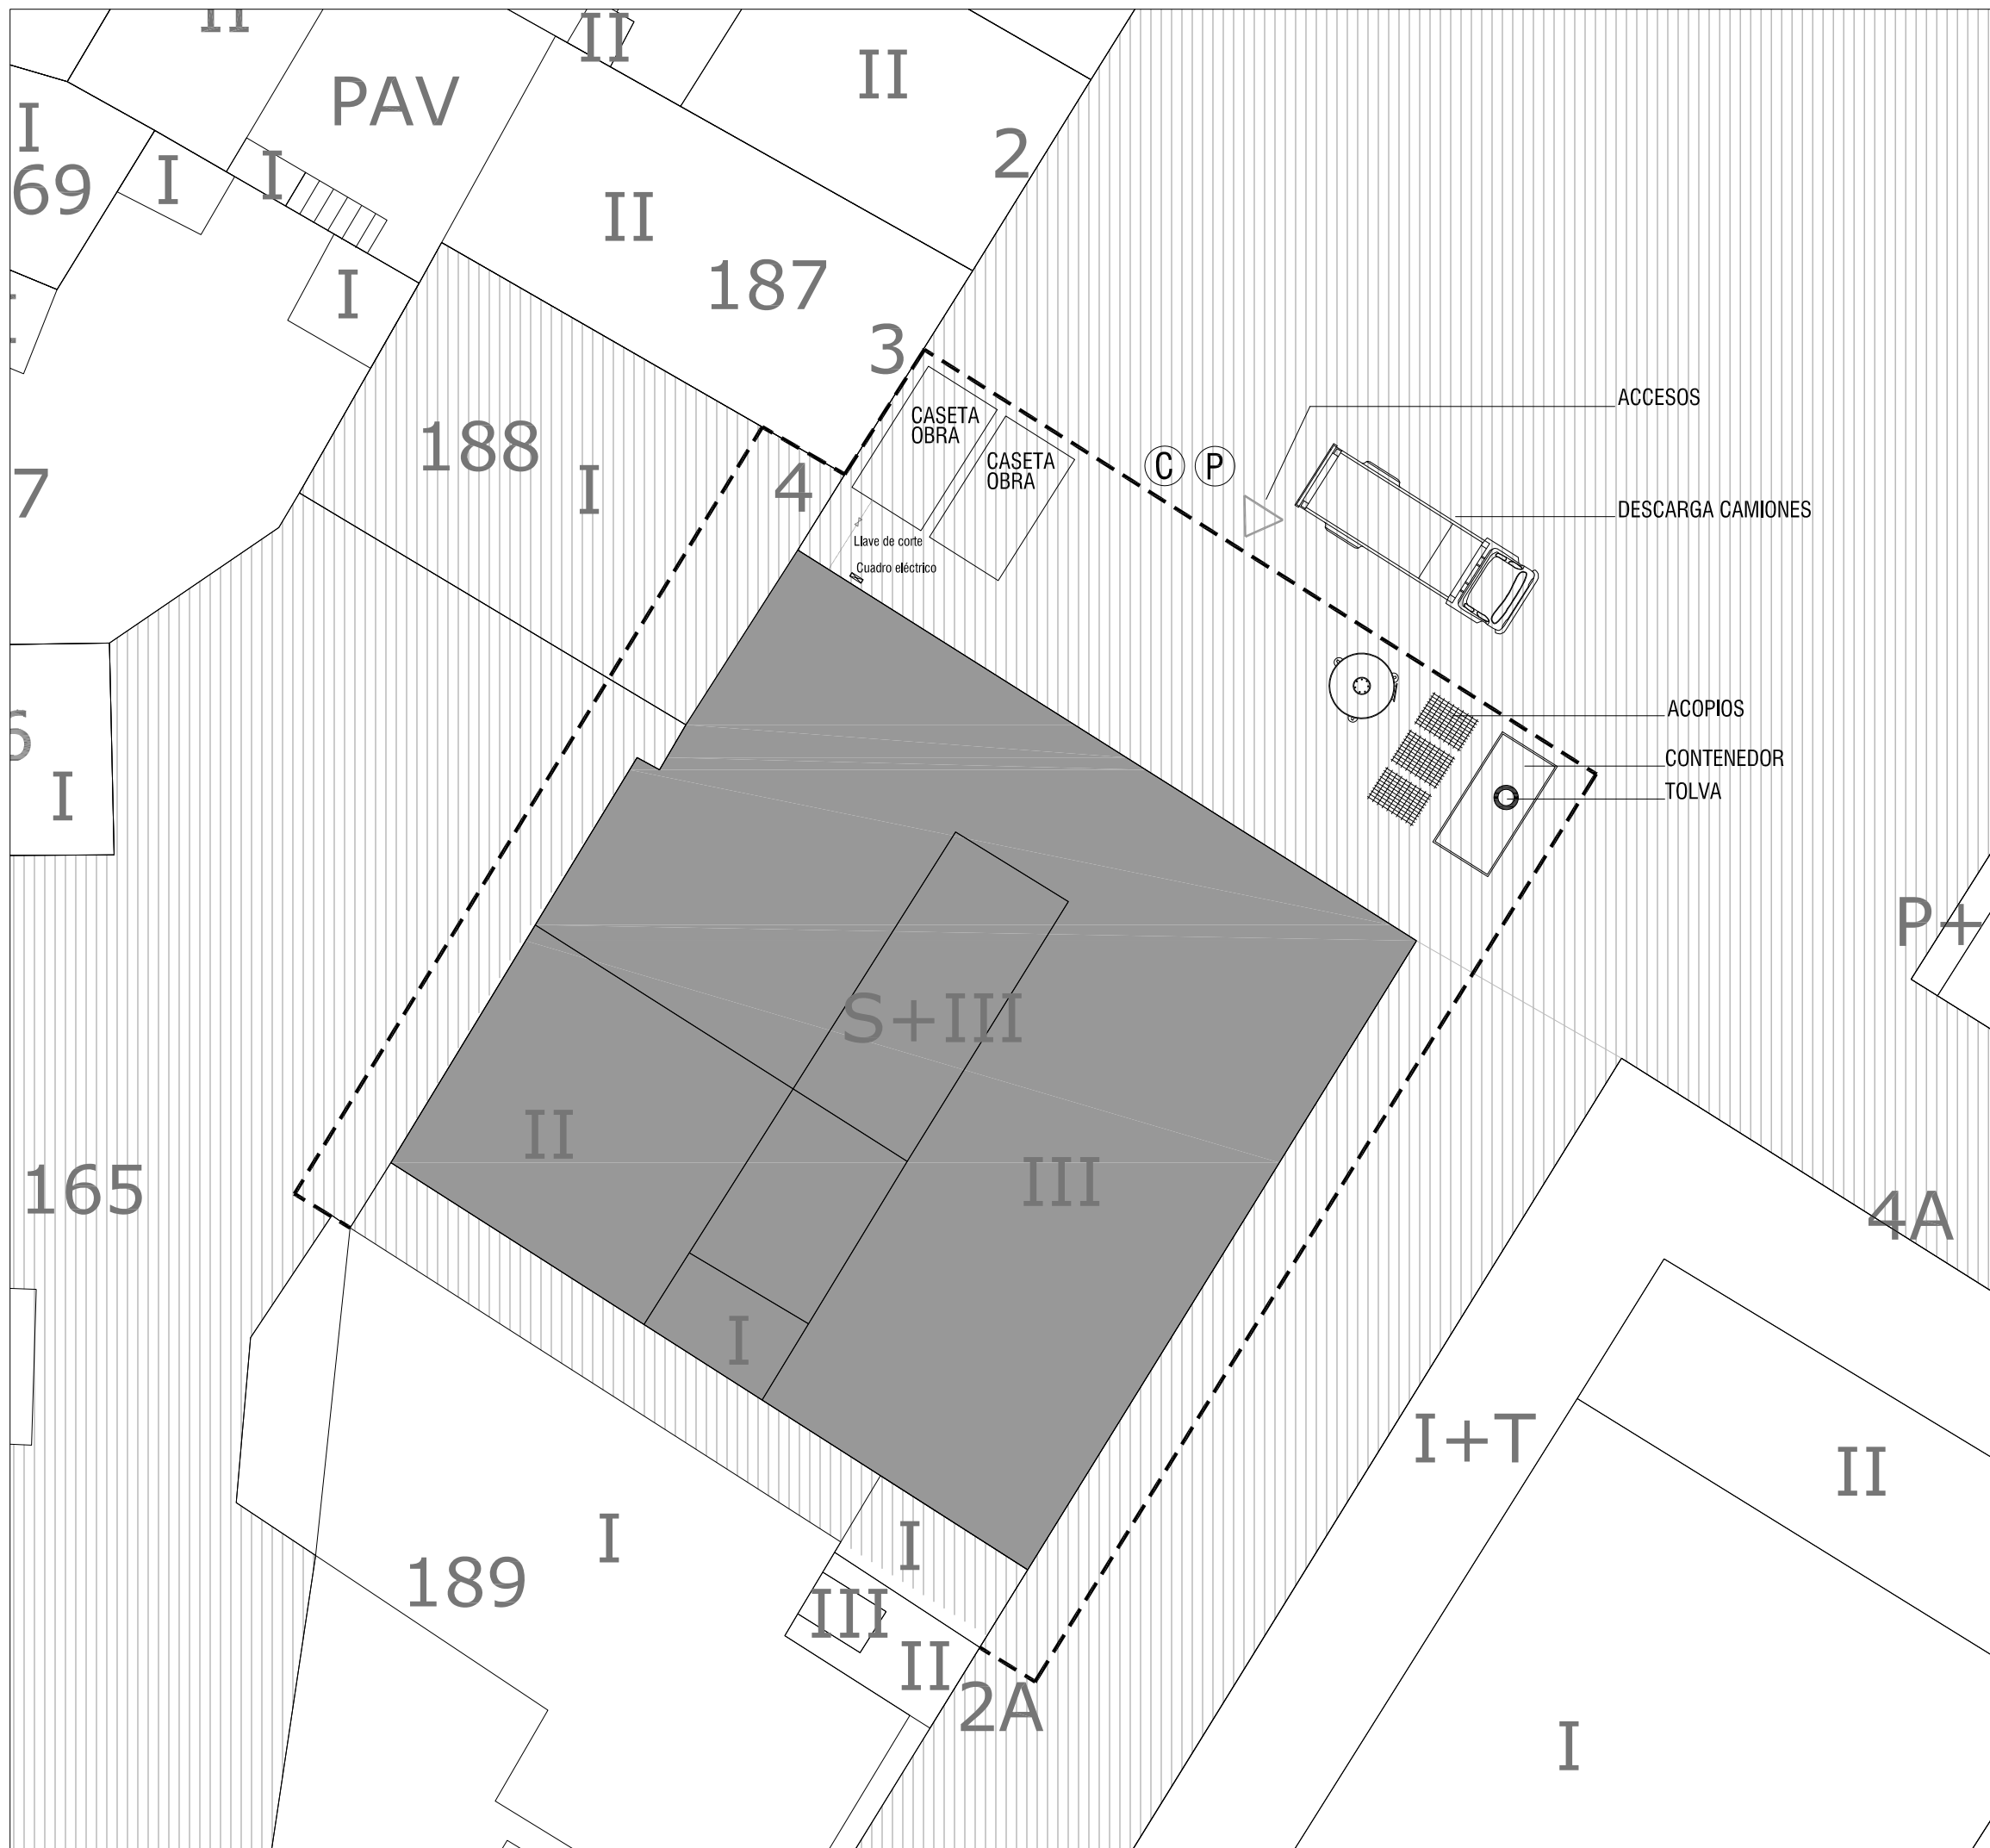 II
II
PAV
II
I
2
I
I
69
II
187
I
3
ACCESOS
CASETA
OBRA
188
CASETA
OBRA
C P
I
4
7
DESCARGA CAMIONES
Llave de corte
Cuadro eléctrico
ACOPIOS
6
CONTENEDOR
I
TOLVA
P+
S+III
II
165
III
4A
I
I+T
II
I
I
189
III
II
2A
I